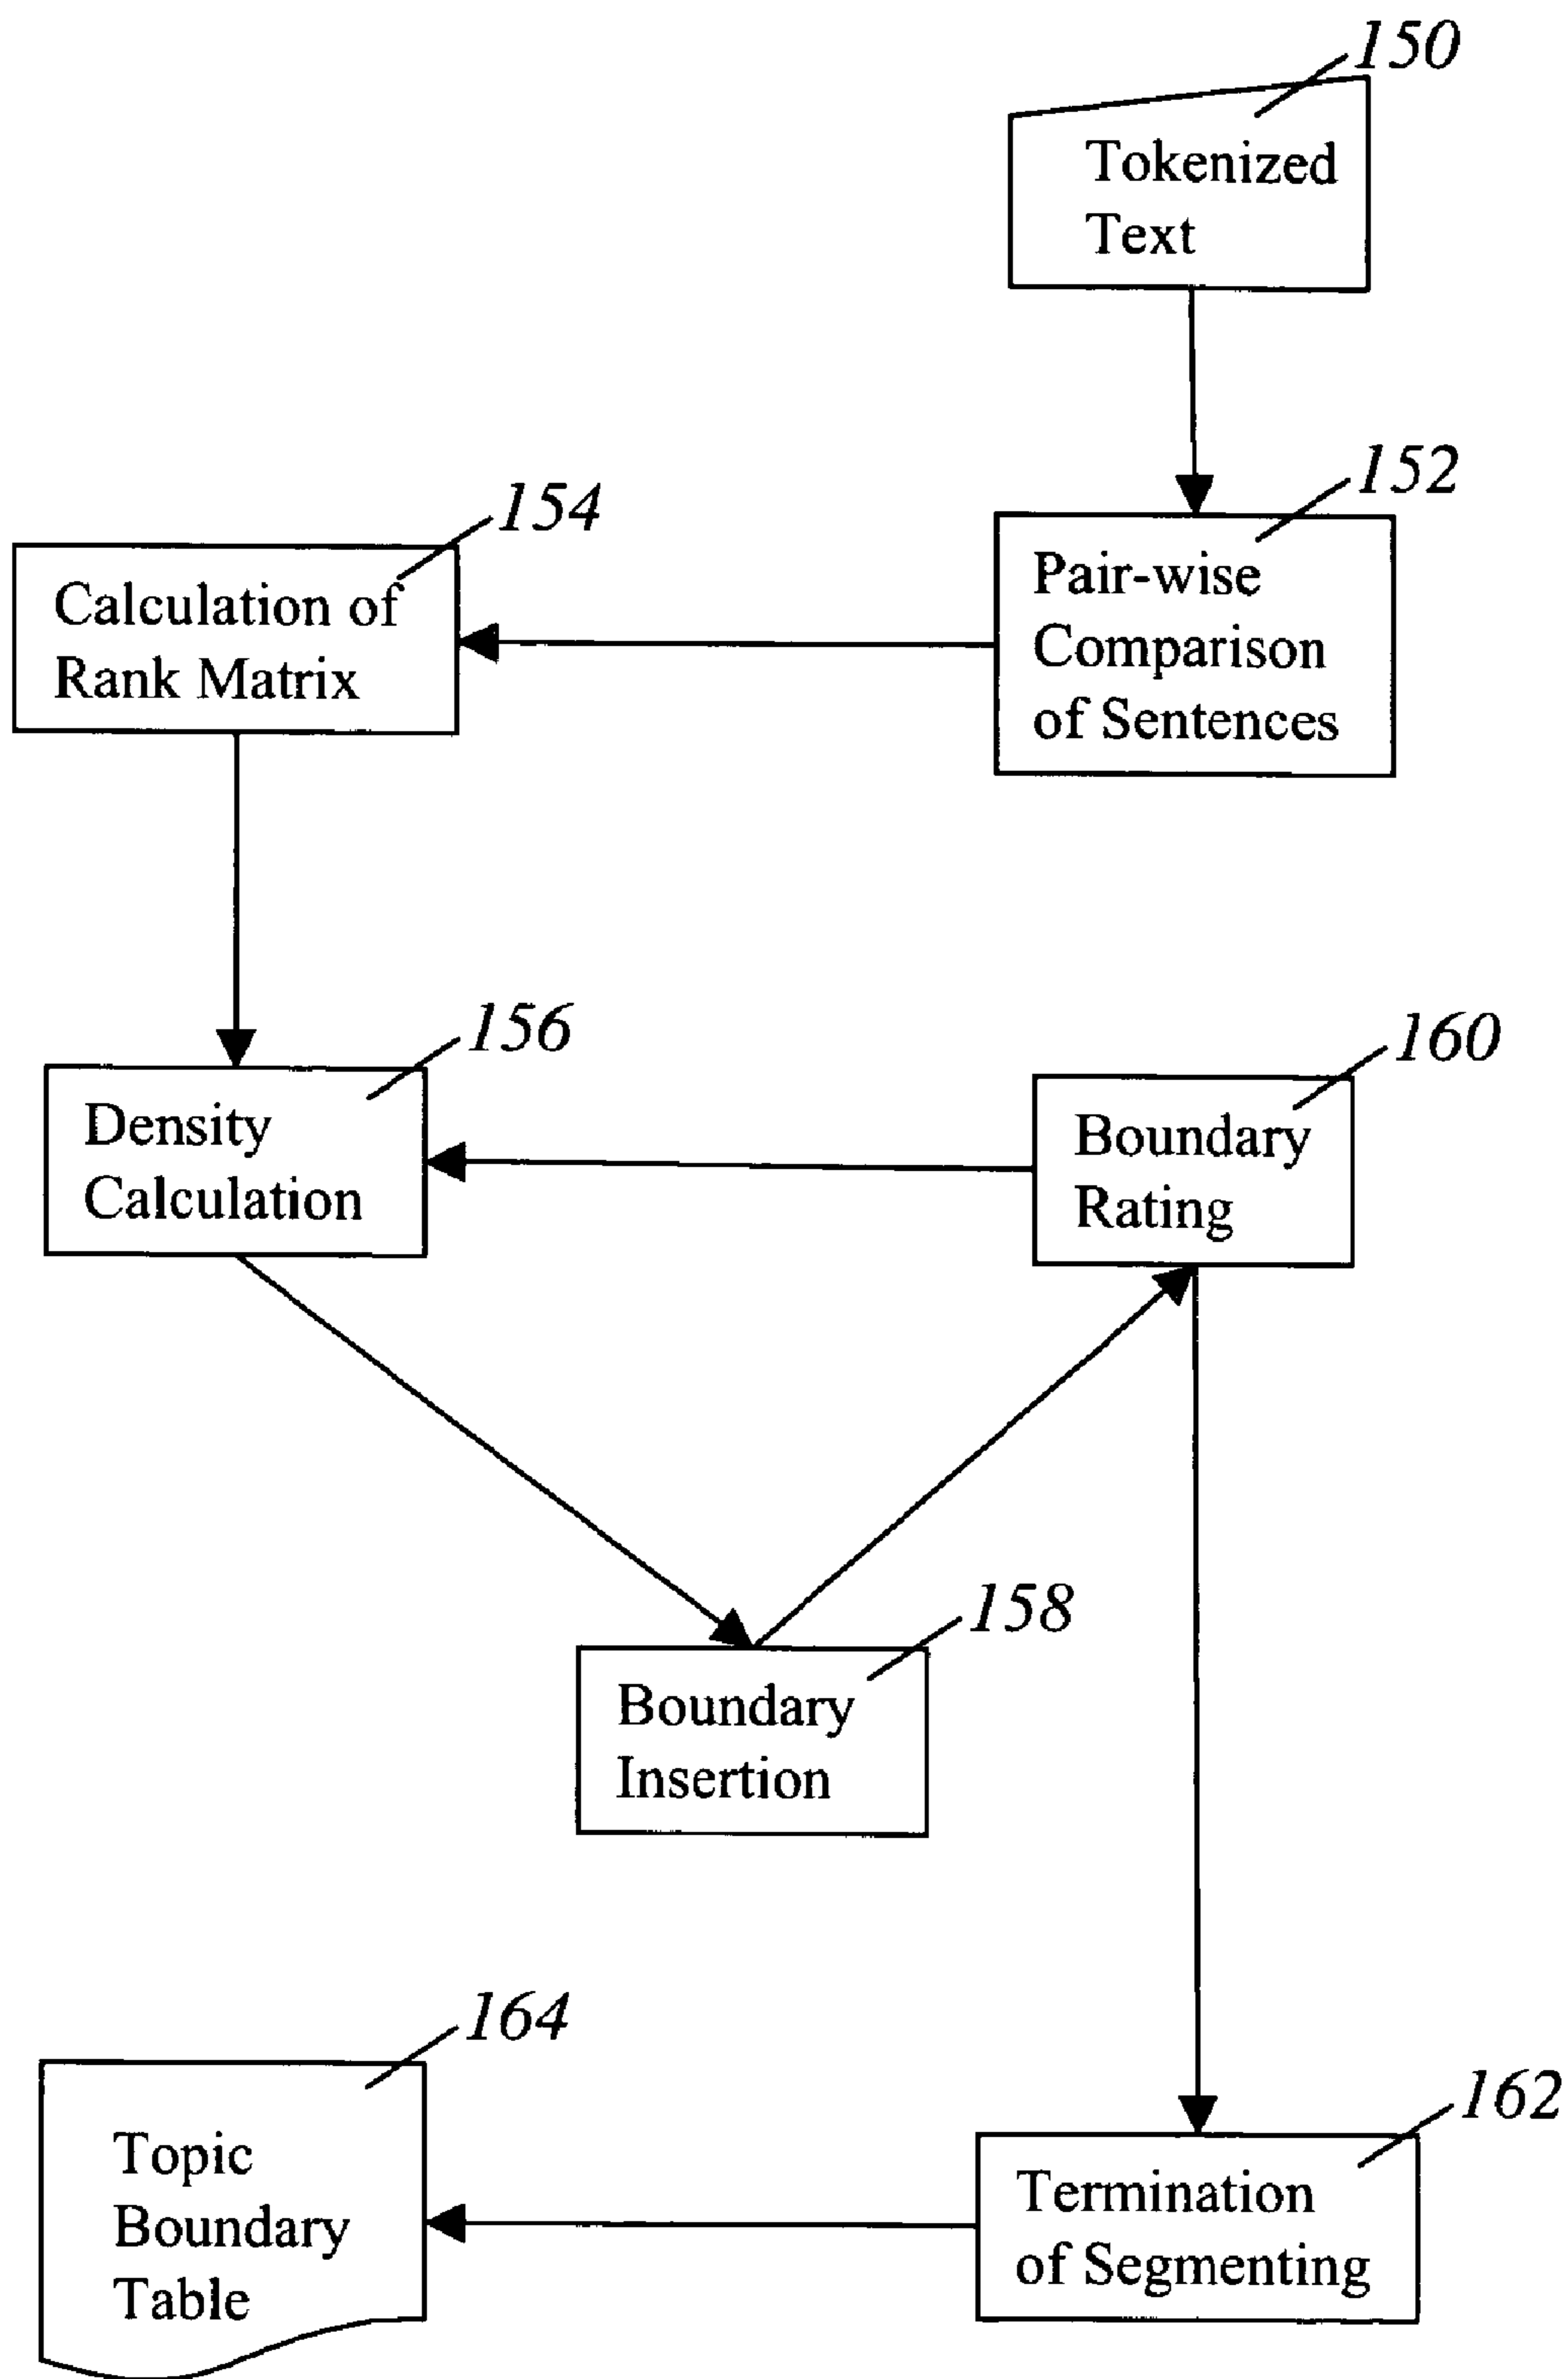 150
Tokenized
Text
152
Pair-wise
Comparison
of Sentences
154
Calculation of
Rank Matrix
156
Density
Calculation
160
Boundary
Rating
158
Boundary
Insertion
164
Topic
Boundary
Table
162
Termination
of Segmenting